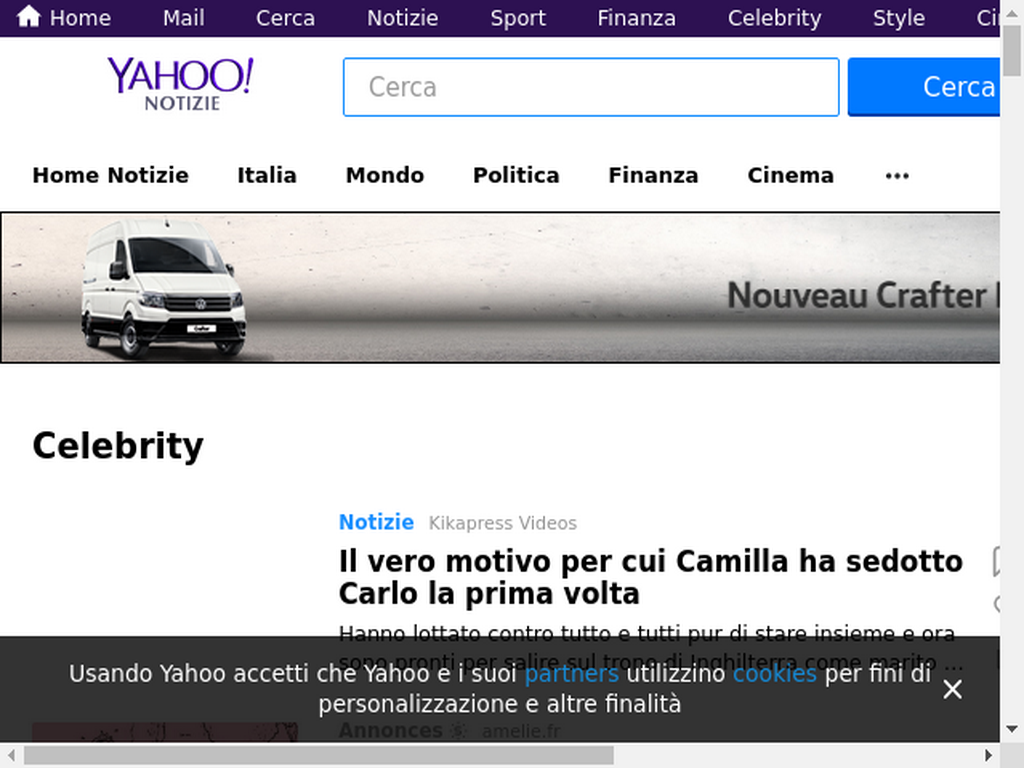 Home Mail Cerca Notizie Sport Finanza Celebrity Style
YAHOO!
NOTIZIE
Cerca Cerca
Home Notizie Italia Mondo Politica Finanza Cinema ...
Nouveau Crafter
Celebrity
Notizie Kikapress Videos
Il vero motivo per cui Camilla ha sedotto
Carlo la prima volta
Hanno lottato contro tutto e tutti pur di stare insieme e ora
sono pronti per salire sul trono di Inghilterra come marito ...
Usando Yahoo accetti che Yahoo e i suoi partners utilizzino cookies per fini di
personalizzazione e altre finalità
Annonces amelie.fr